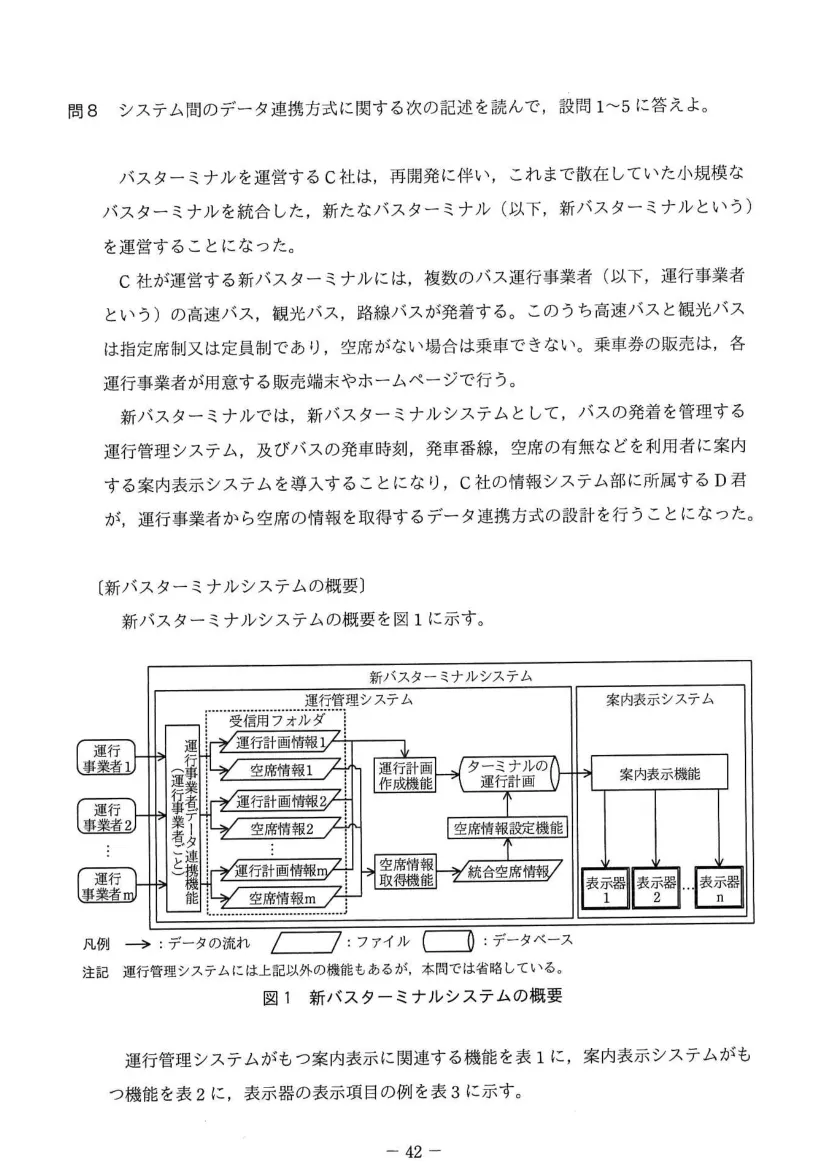 問8 システム間のデータ連携方式に関する次の記述を読んで，設問1～5に答えよ。
バスターミナルを運営するC社は，再開発に伴い，これまで散在していた小規模な
バスターミナルを統合した，新たなバスターミナル（以下，新バスターミナルという）
を運営することになった。
C社が運営する新バスターミナルには，複数のバス運行事業者（以下，運行事業者
という）の高速バス，観光バス，路線バスが発着する。このうち高速バスと観光バス
は指定席制又は定員制であり，空席がない場合は乗車できない。乗車券の販売は，各
運行事業者が用意する販売端末やホームページで行う。
新バスターミナルでは，新バスターミナルシステムとして，バスの発着を管理する
運行管理システム，及びバスの発車時刻，発車番線，空席の有無などを利用者に案内
する案内表示システムを導入することになり，C社の情報システム部に所属するD君
が，運行事業者から空席の情報を取得するデータ連携方式の設計を行うことになった。
〔新バスターミナルシステムの概要〕
新バスターミナルシステムの概要を図1に示す。
新バスターミナルシステム
運行管理システム
案内表示システム
受信用フォルダ
運行
事業者1
運行
事業者2
⋮
運行
事業者m
運行事業者データ連携機能
（運行事業者ごと）
運行計画情報1
空席情報1
運行計画情報2
空席情報2
⋮
運行計画情報m
空席情報m
運行計画
作成機能
ターミナルの
運行計画
空席情報設定機能
空席情報
取得機能
統合空席情報
案内表示機能
表示器
1
表示器
2
…
表示器
n
凡例 →：データの流れ ：ファイル ：データベース
注記 運行管理システムには上記以外の機能もあるが，本問では省略している。
図1 新バスターミナルシステムの概要
運行管理システムがもつ案内表示に関連する機能を表1に，案内表示システムがも
つ機能を表2に，表示器の表示項目の例を表3に示す。
－ 42 －